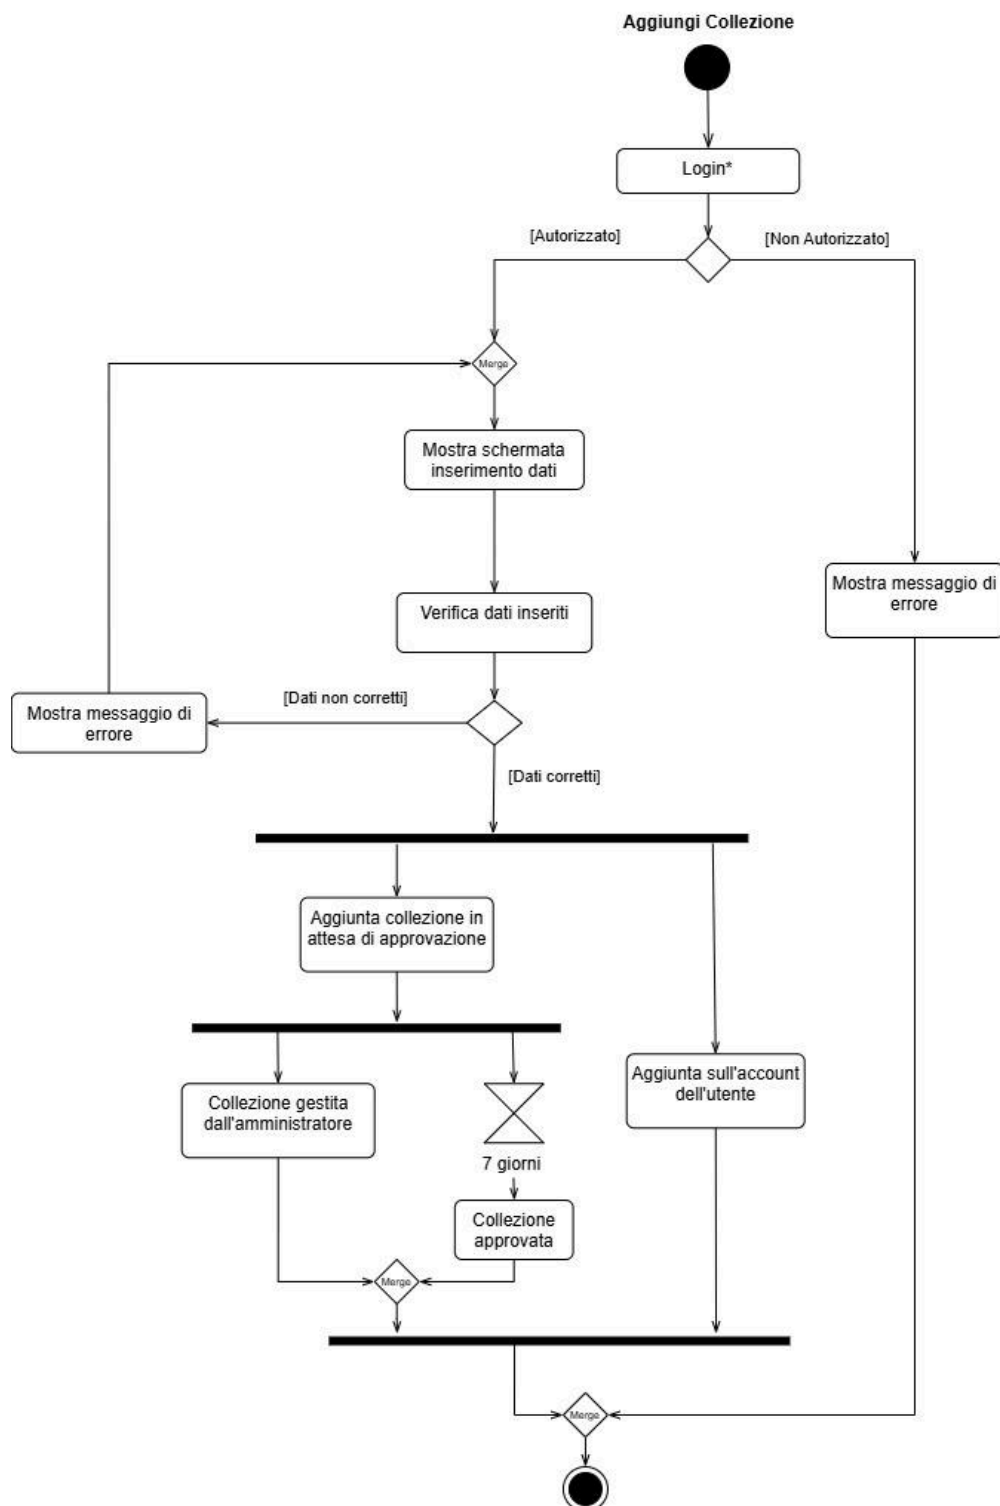 Aggiungi Collezione
Login*
[Autorizzato]
[Non Autorizzato]
Merge
Mostra schermata
inserimento dati
Mostra messaggio di
errore
Verifica dati inseriti
[Dati non corretti]
Mostra messaggio di
errore
[Dati corretti]
Aggiunta collezione in
attesa di approvazione
Aggiunta sull'account
dell'utente
Collezione gestita
dall'amministratore
7 giorni
Collezione
approvata
Merge
Merge